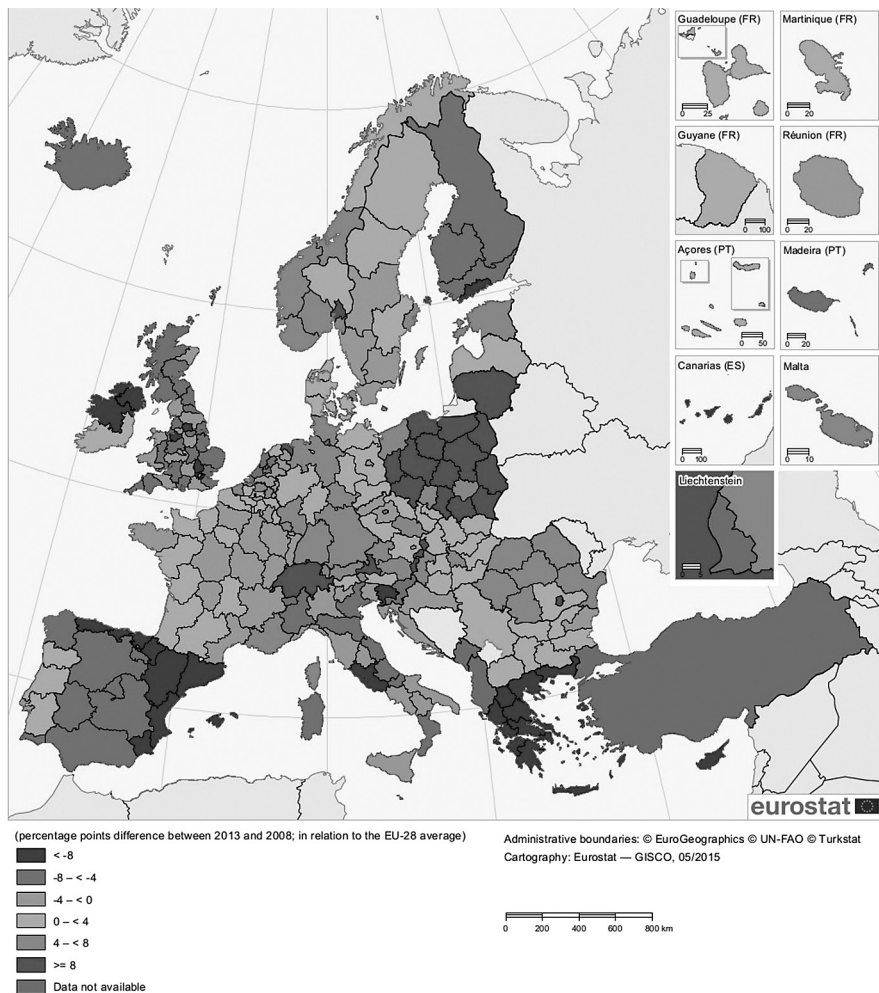 Guadeloupe (FR)
0 25
Martinique (FR)
0 20
Guyane (FR)
0 100
Réunion (FR)
0 20
Açores (PT)
0 50
Madeira (PT)
0 20
Canarias (ES)
0 100
Malta
0 10
Liechtenstein
eurostat
(percentage points difference between 2013 and 2008; in relation to the EU-28 average)
< -8
-8 – < -4
-4 – < 0
0 – < 4
4 – < 8
>= 8
Data not available
Administrative boundaries: © EuroGeographics © UN-FAO © Turkstat
Cartography: Eurostat — GISCO, 05/2015
0 200 400 600 800 km